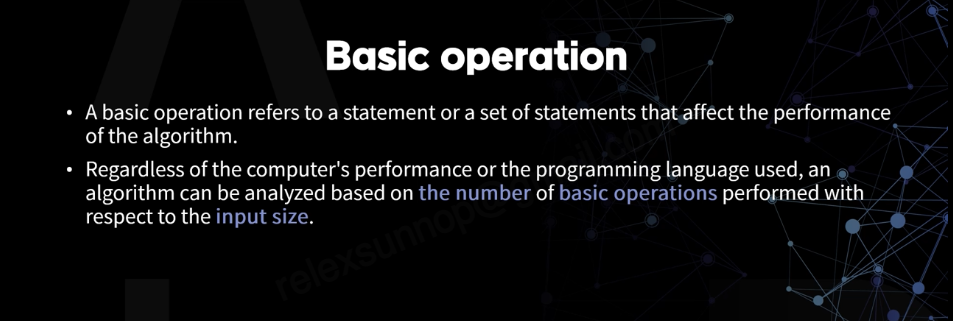 Basic operation
• A basic operation refers to a statement or a set of statements that affect the performance
of the algorithm.
• Regardless of the computer's performance or the programming language used, an
algorithm can be analyzed based on the number of basic operations performed with
respect to the input size.